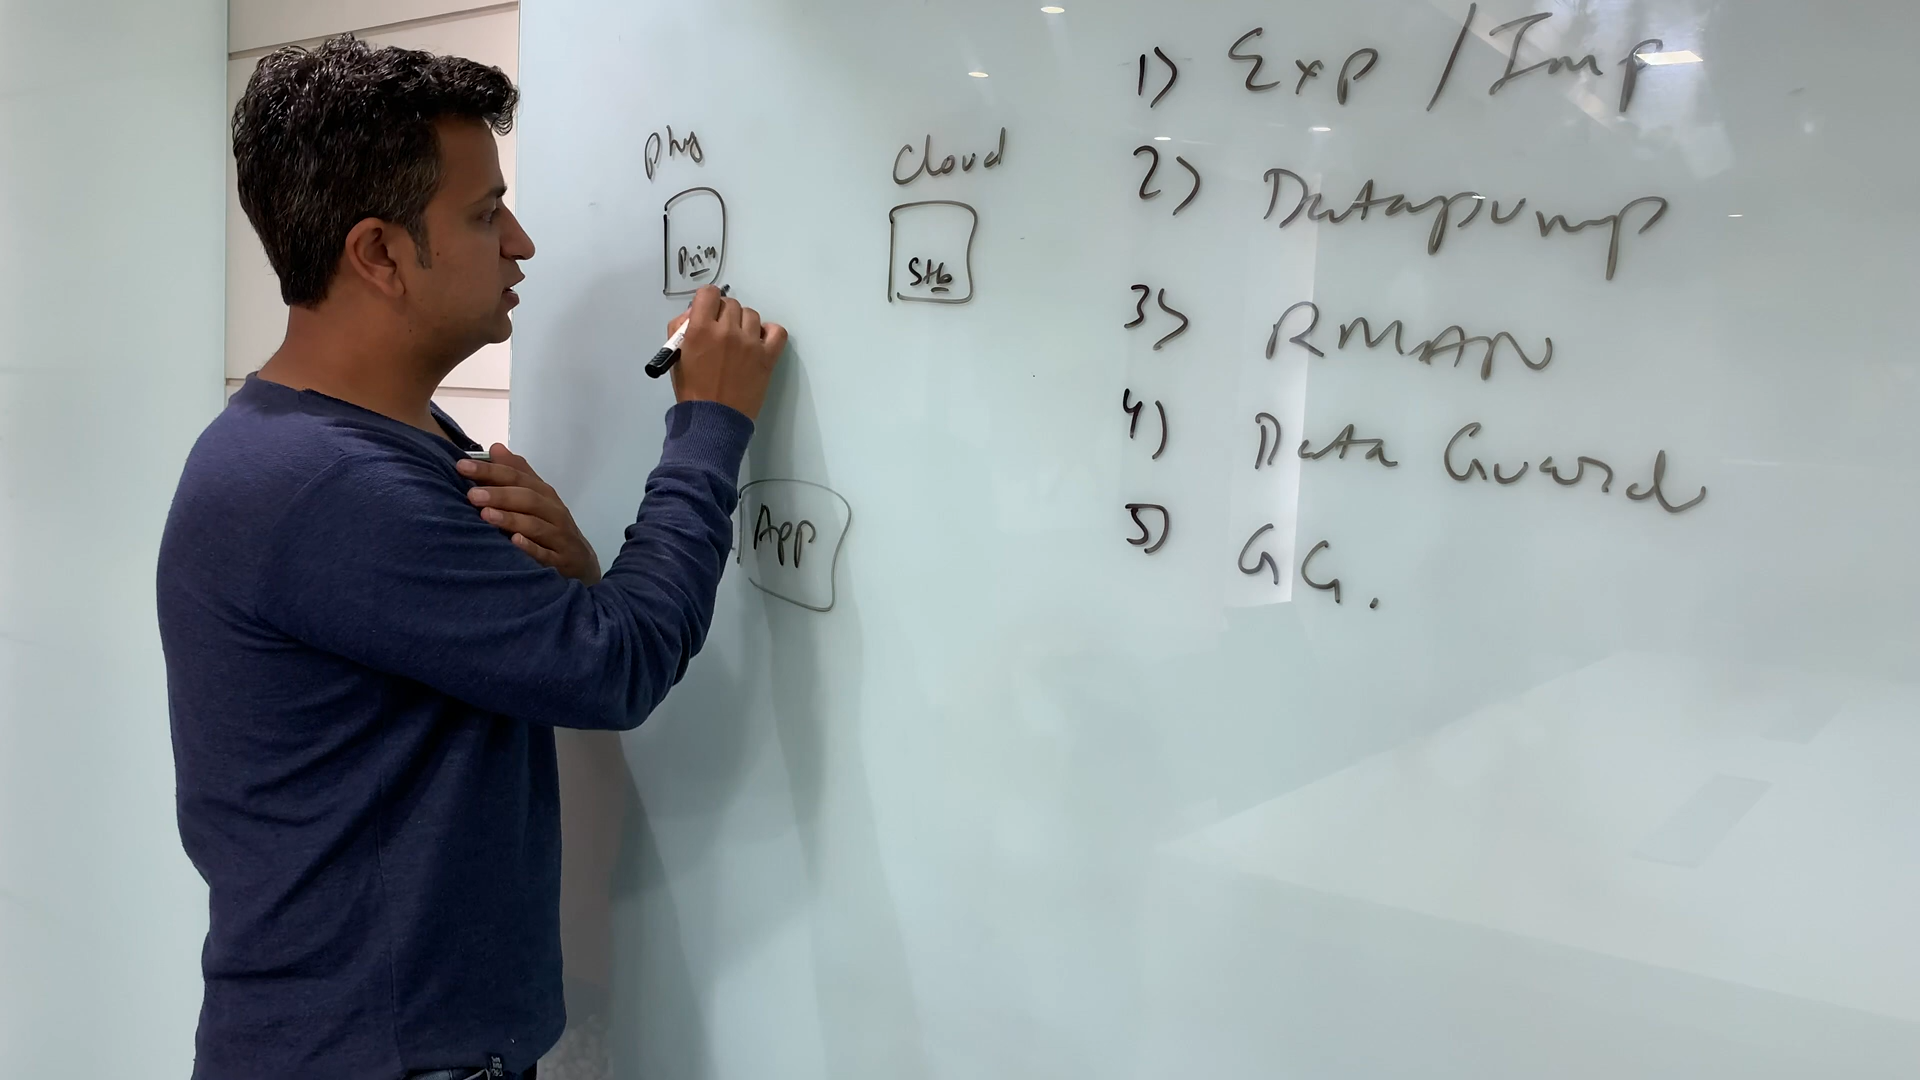 phy
Cloud
Prim
Stb
App
1) Exp / Imp
2) Datapump
3) RMAN
4) Data Guard
5) GG.